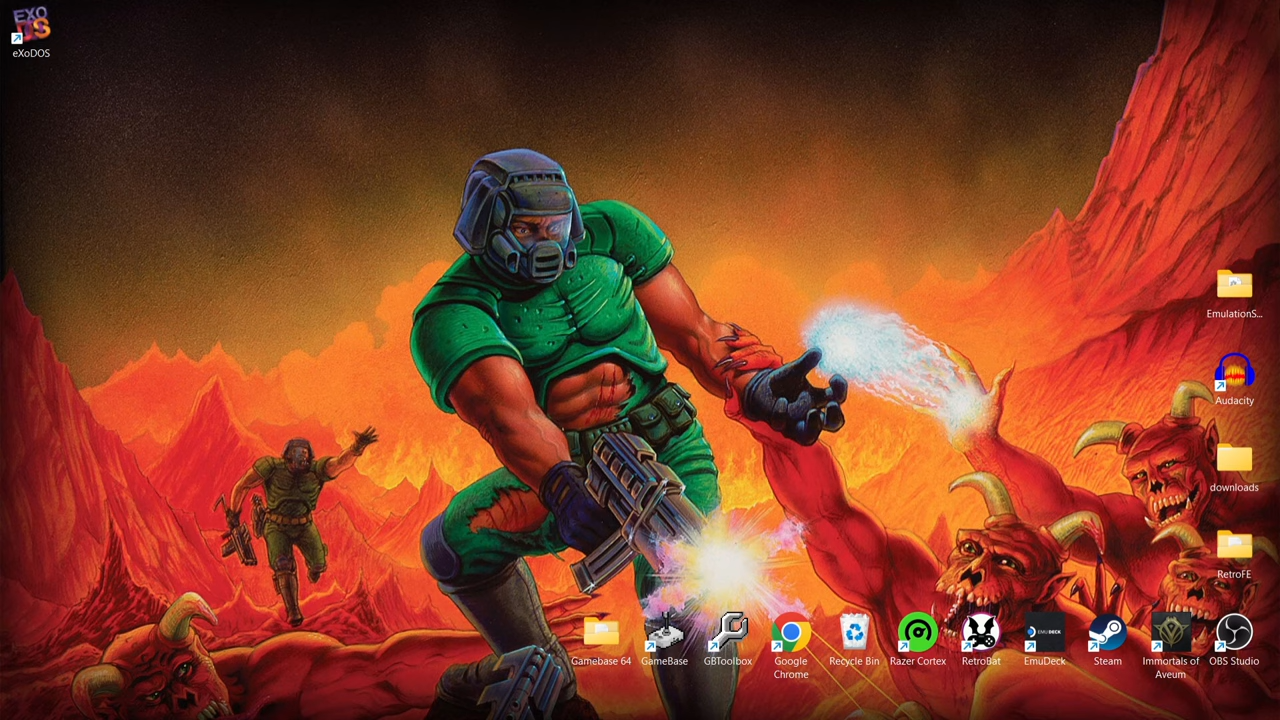 EXO
DOS
eXoDOS
EmulationS...
Audacity
downloads
RetroFE
Gamebase 64
GameBase
GBToolbox
Google
Chrome
Recycle Bin
Razer Cortex
RetroBat
EMUDECK
EmuDeck
Steam
Immortals of
Aveum
OBS Studio